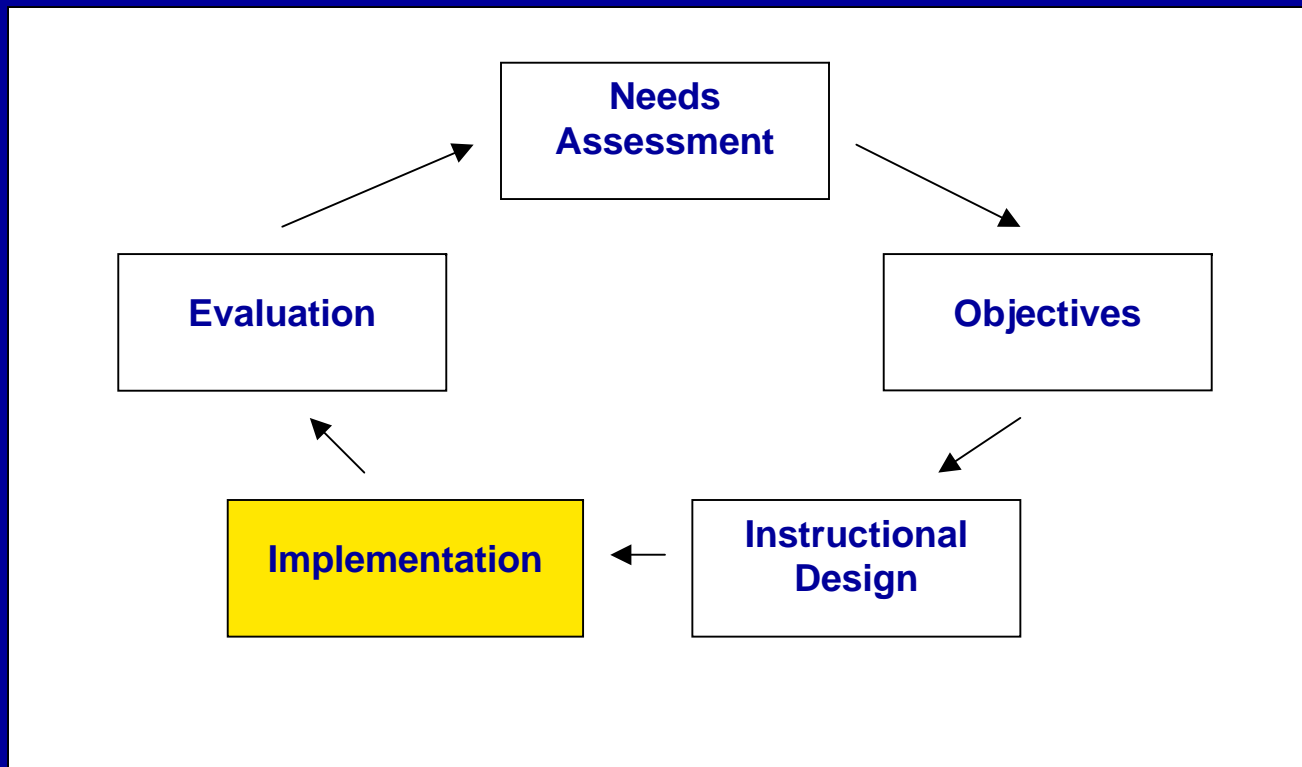 Needs
Assessment
Evaluation
Objectives
Implementation
Instructional
Design